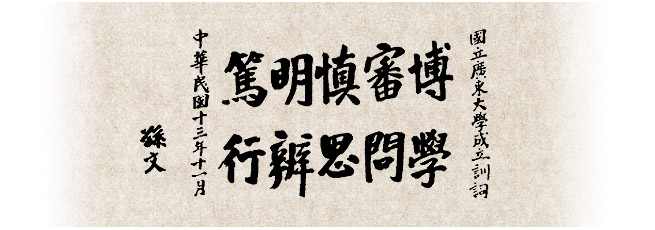 國立廣東大學成立訓詞
博學
審問
慎思
明辨
篤行
中華民國十三年十一月
孫文